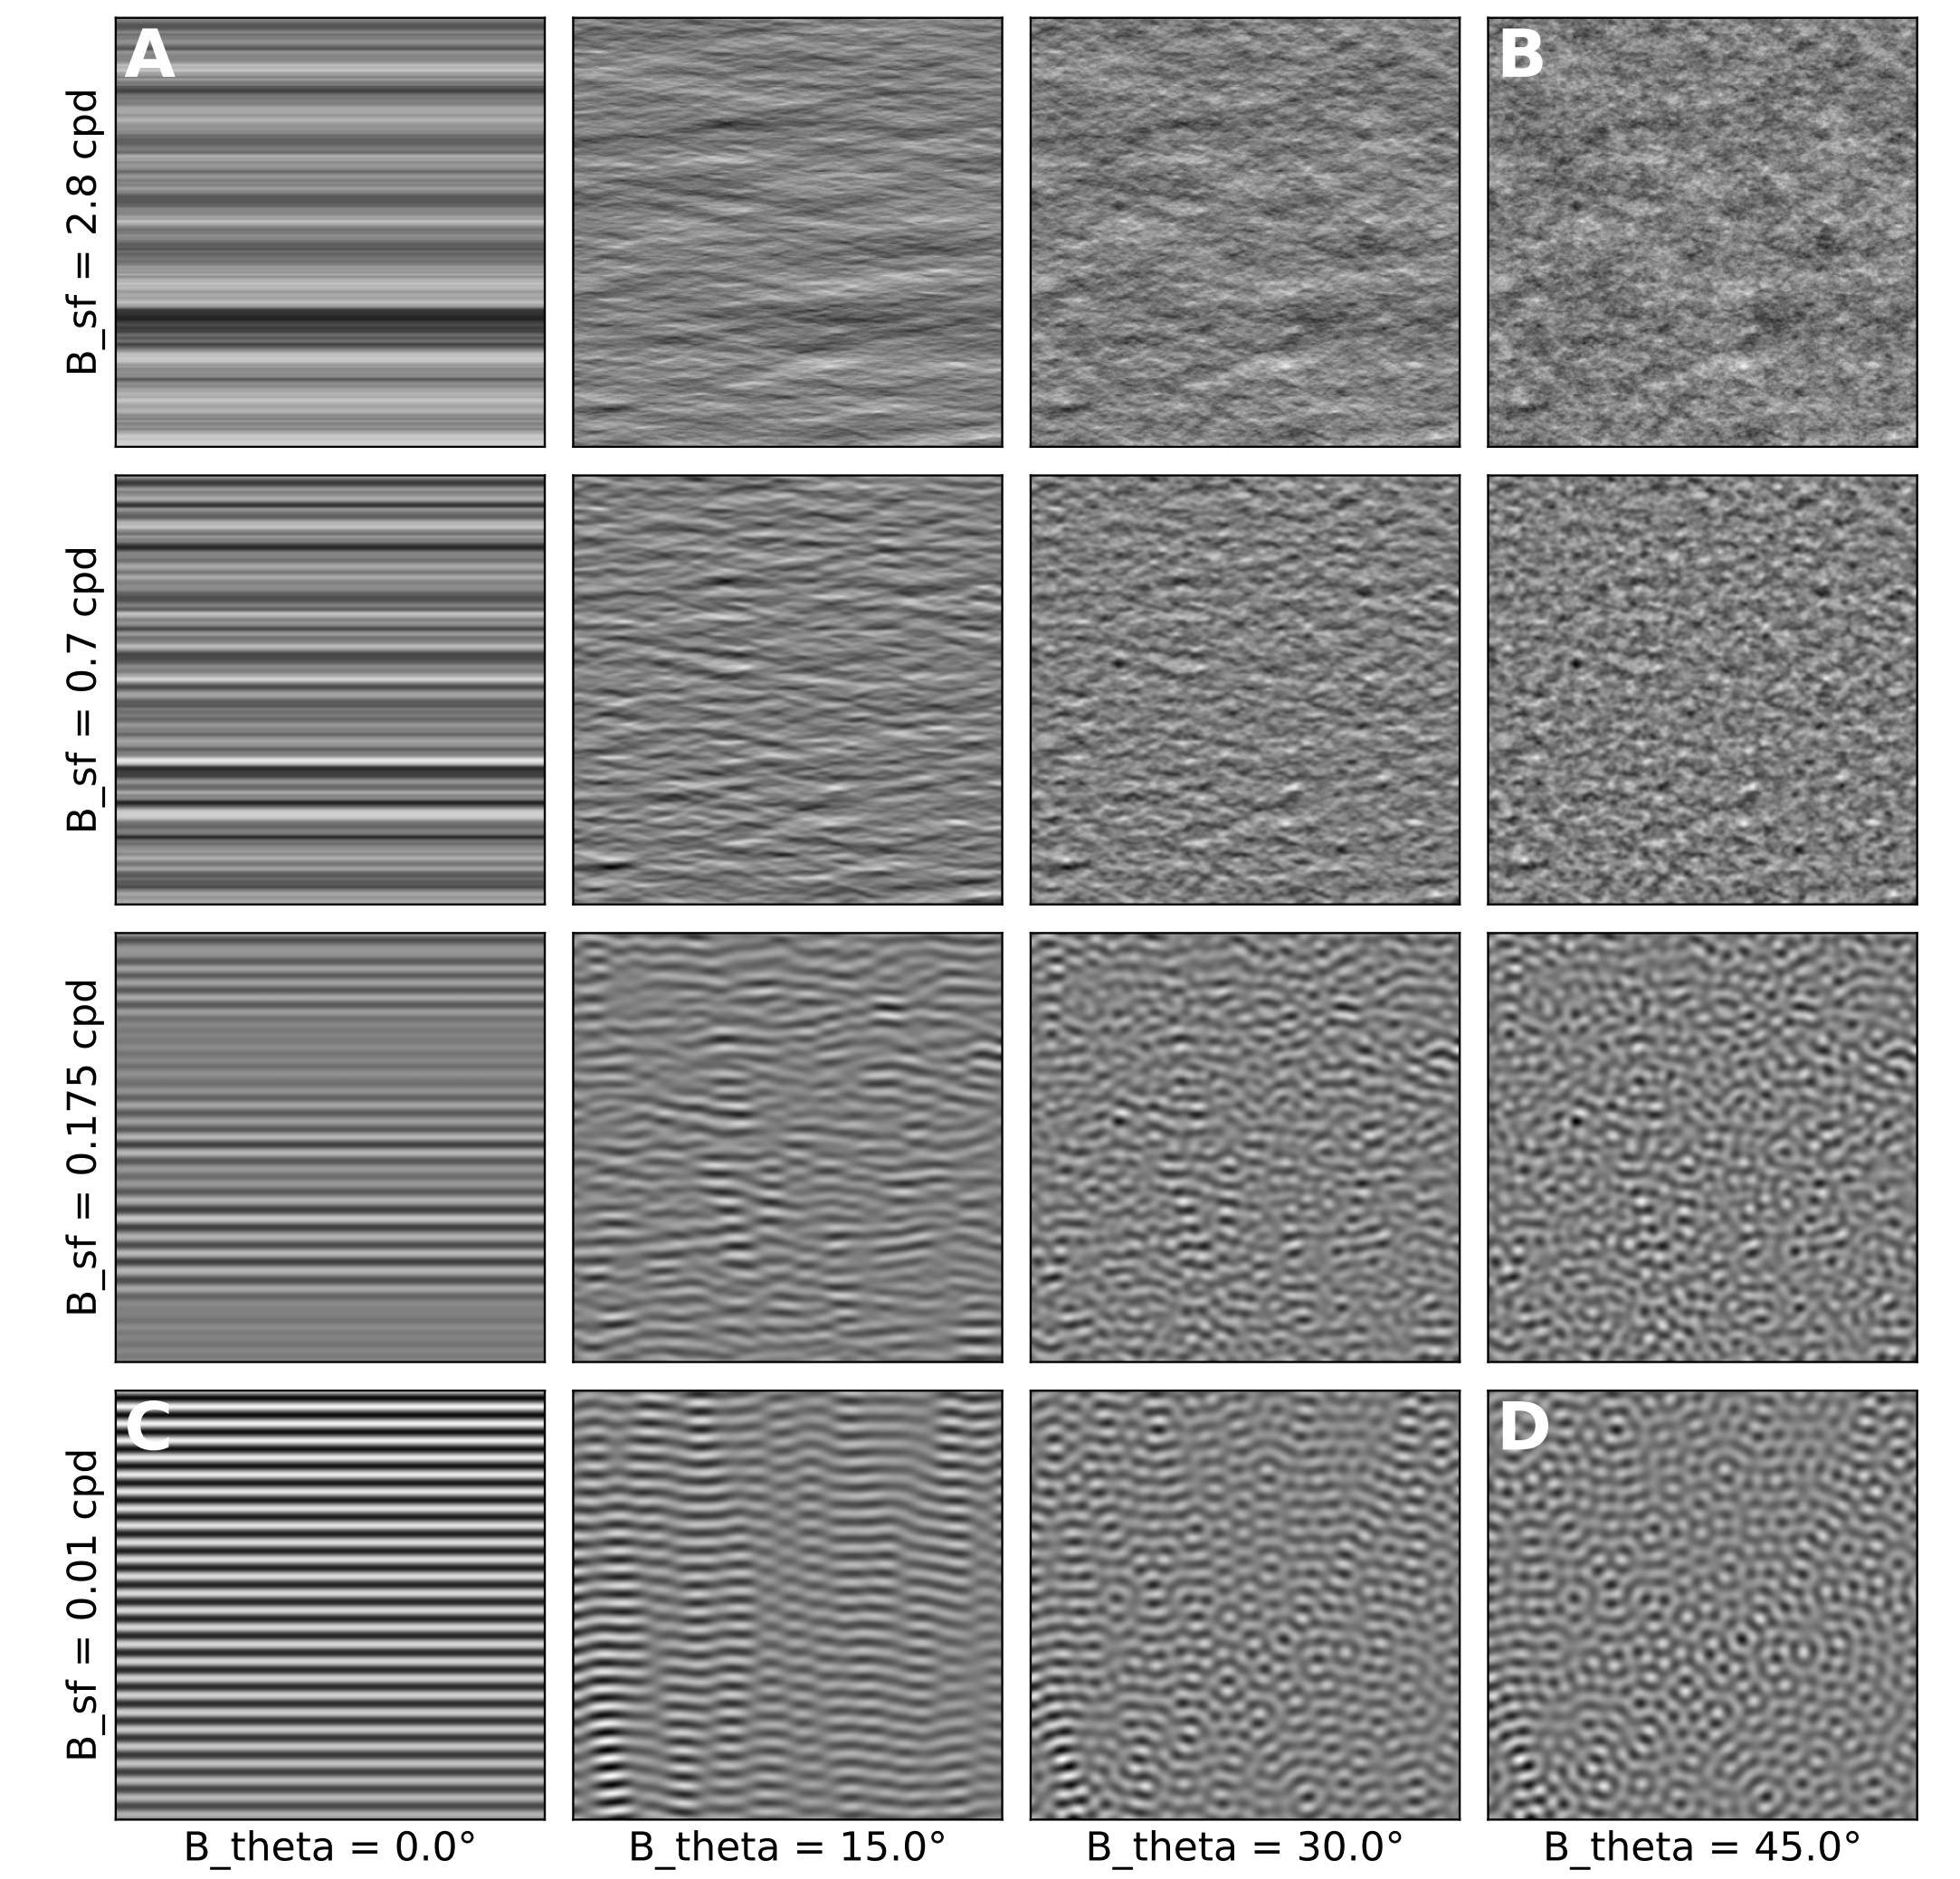 A
B
B_sf = 2.8 cpd
B_sf = 0.7 cpd
B_sf = 0.175 cpd
C
D
B_sf = 0.01 cpd
B_theta = 0.0°
B_theta = 15.0°
B_theta = 30.0°
B_theta = 45.0°